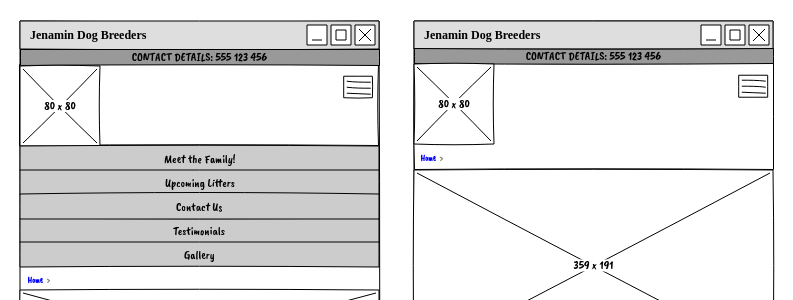 Jenamin Dog Breeders
CONTACT DETAILS: 555 123 456
80 x 80
Meet the Family!
Upcoming Litters
Contact Us
Testimonials
Gallery
Home >
Jenamin Dog Breeders
CONTACT DETAILS: 555 123 456
80 x 80
Home >
359 x 191